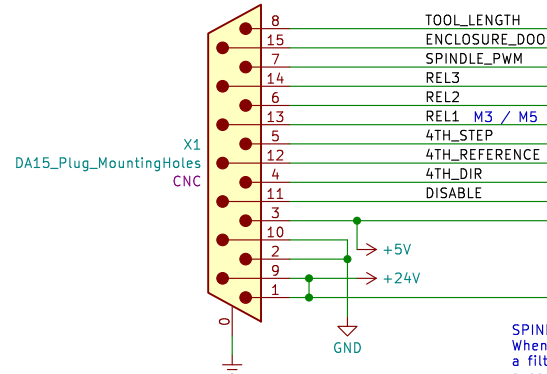 8 TOOL_LENGTH
15 ENCLOSURE_DOO
7 SPINDLE_PWM
14 REL3
6 REL2
13 REL1 M3 / M5
X1 5 4TH_STEP
DA15_Plug_MountingHoles 12 4TH_REFERENCE
CNC 4 4TH_DIR
11 DISABLE
3
10
+5V
2
9 +24V
1
0
GND
SPIN
When
a filt